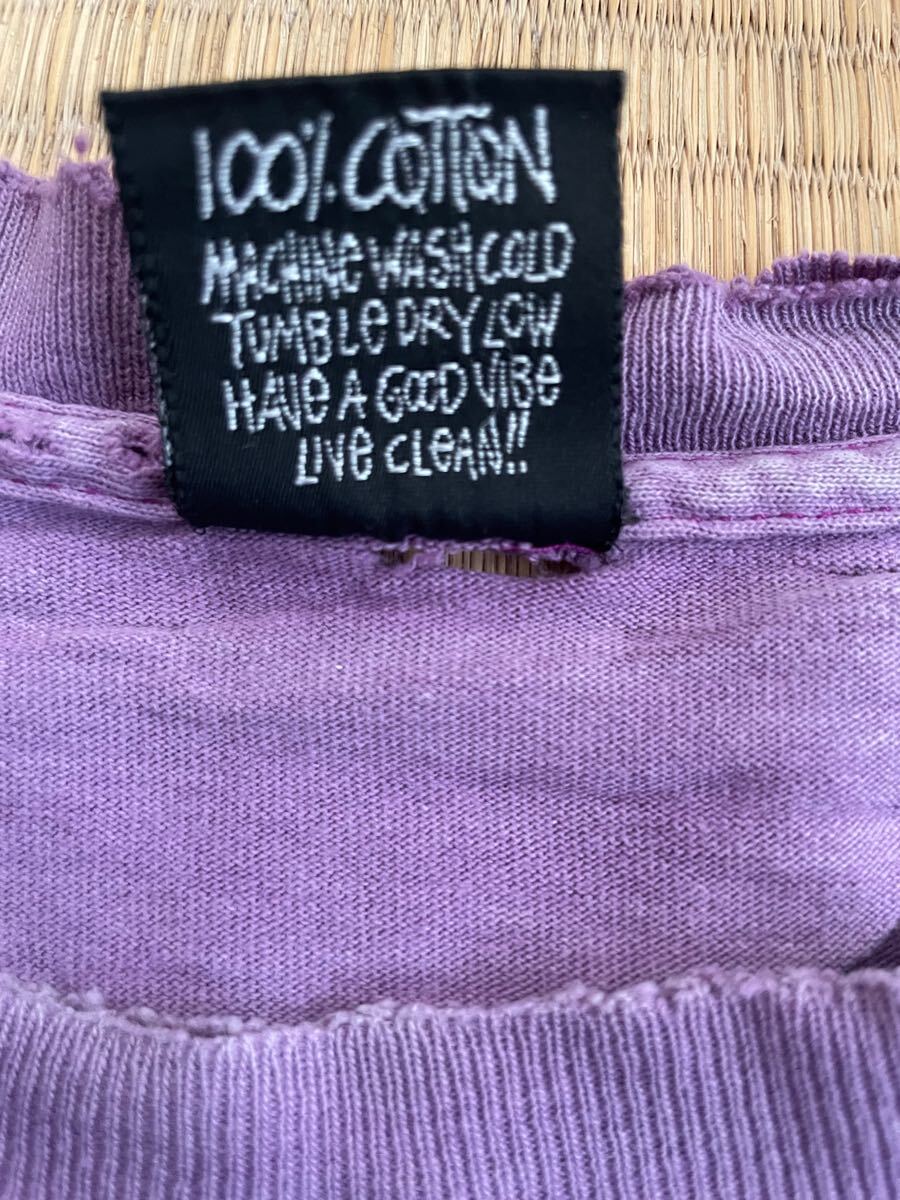 100% COTTON
MACHINE WASH COLD
TUMBLE DRY LOW
HAVE A GOOD VIBE
LIVE CLEAN!!